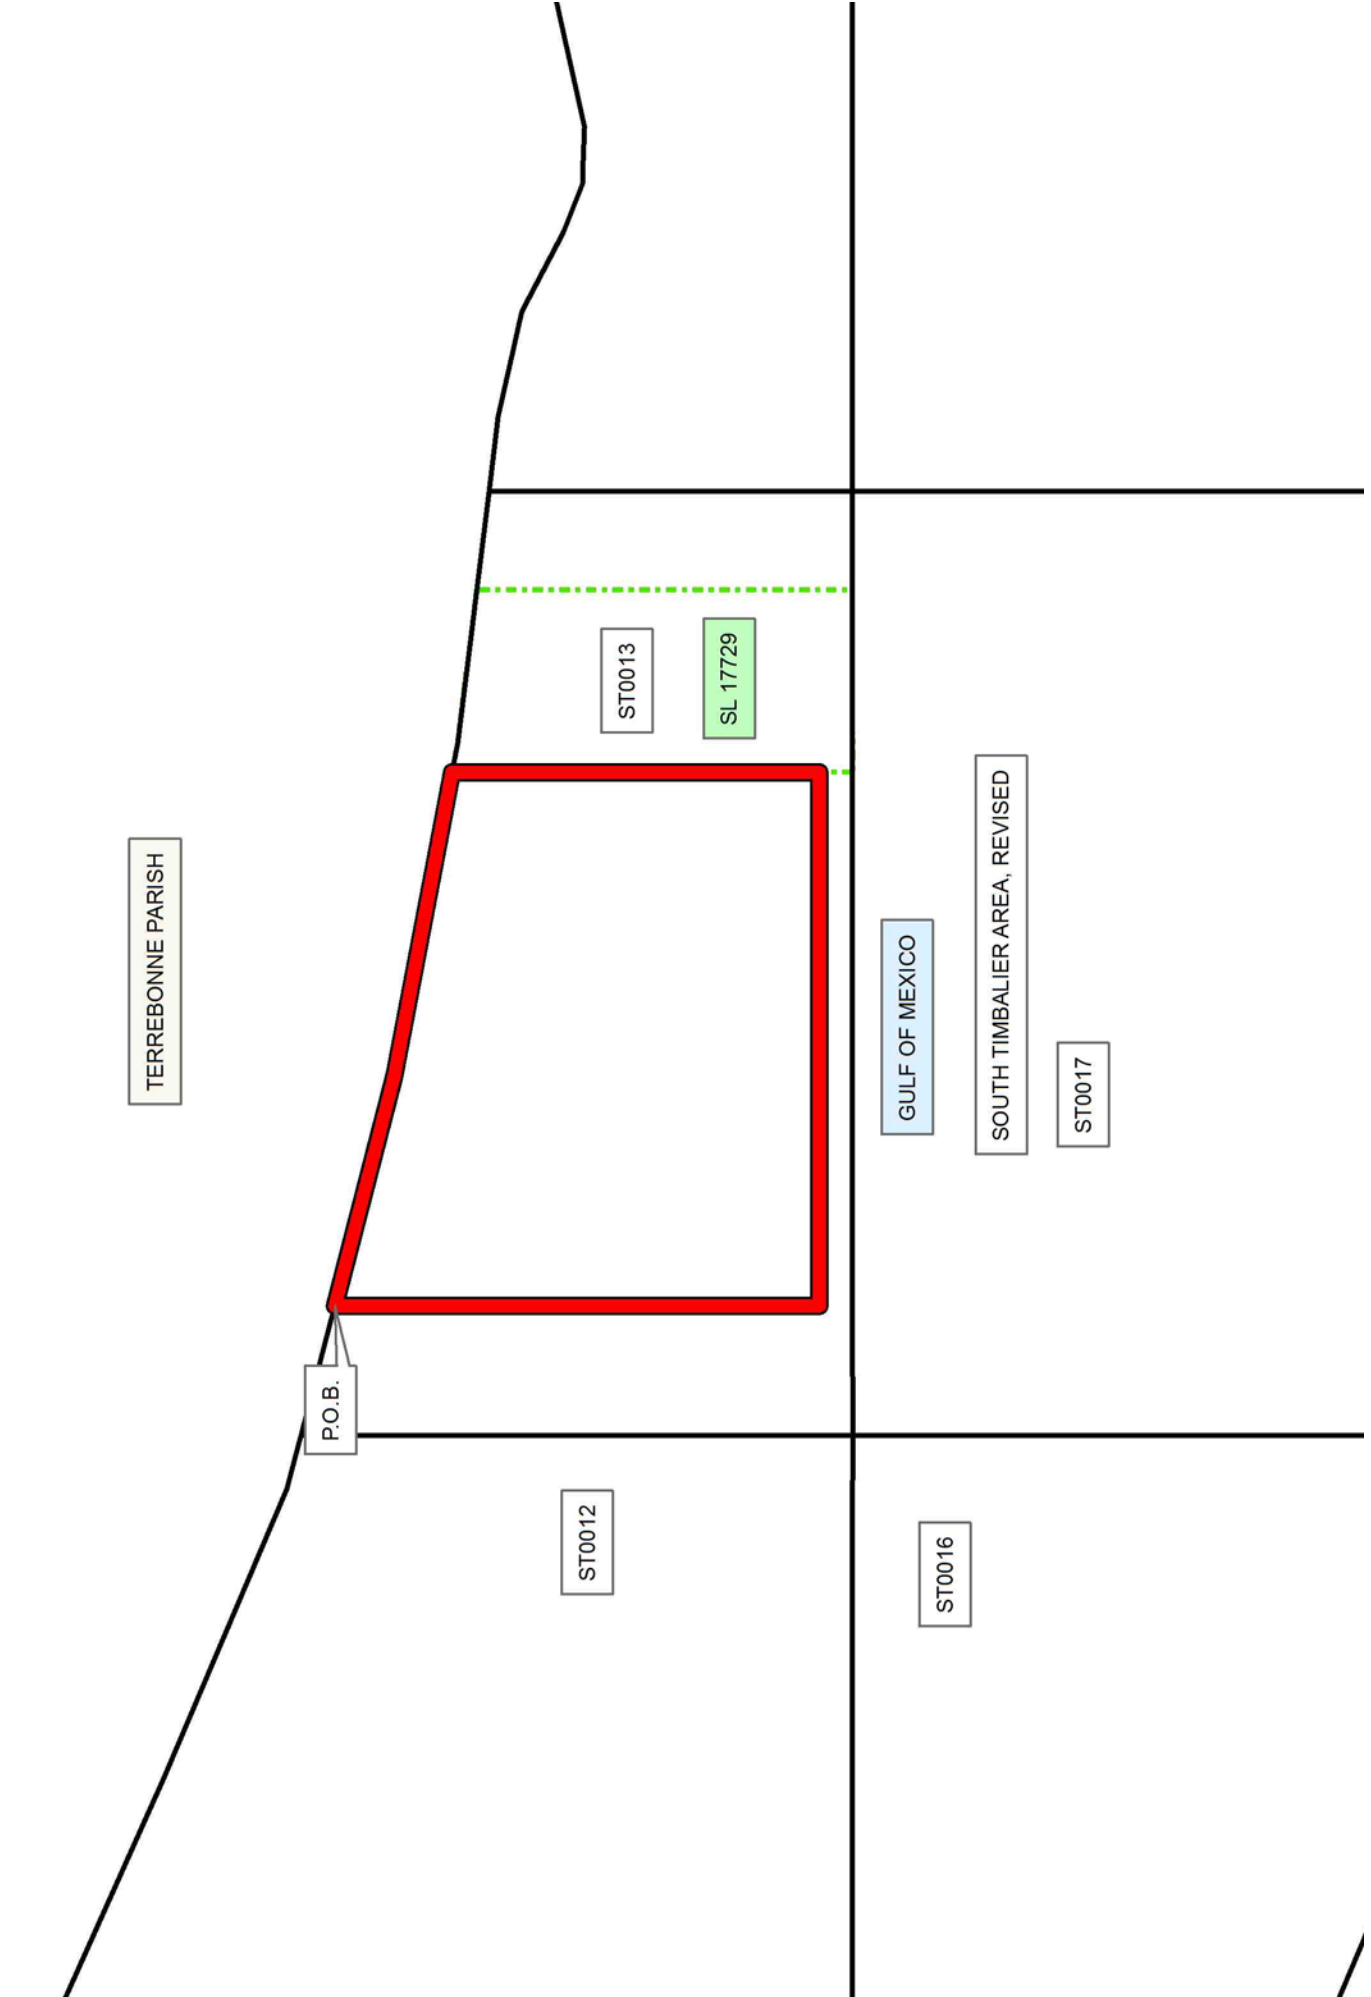 TERREBONNE PARISH
P.O.B.
ST0013
SL 17729
ST0012
GULF OF MEXICO
SOUTH TIMBALIER AREA, REVISED
ST0016
ST0017